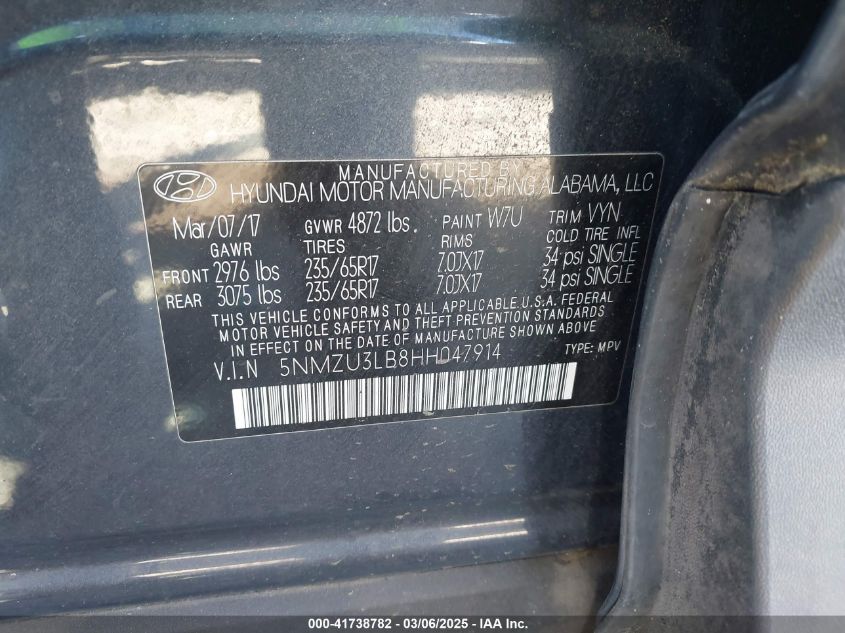 MANUFACTURED BY
HYUNDAI MOTOR MANUFACTURING ALABAMA, LLC
Mar/07/17 GVWR 4872 lbs. PAINT W7U TRIM VYN
GAWR TIRES RIMS COLD TIRE INFL
FRONT 2976 lbs 235/65R17 7.0JX17 34 psi SINGLE
REAR 3075 lbs 235/65R17 7.0JX17 34 psi SINGLE
THIS VEHICLE CONFORMS TO ALL APPLICABLE U.S.A. FEDERAL
MOTOR VEHICLE SAFETY AND THEFT PREVENTION STANDARDS
IN EFFECT ON THE DATE OF MANUFACTURE SHOWN ABOVE
V.I.N 5NMZU3LB8HH047914 TYPE: MPV
000-41738782 - 03/06/2025 - IAA Inc.